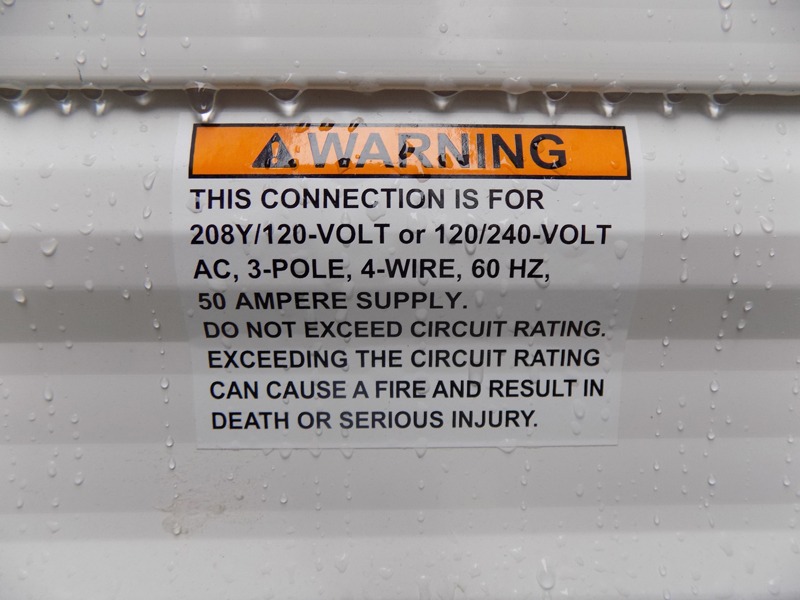 WARNING
THIS CONNECTION IS FOR
208Y/120-VOLT or 120/240-VOLT
AC, 3-POLE, 4-WIRE, 60 HZ,
50 AMPERE SUPPLY.
DO NOT EXCEED CIRCUIT RATING.
EXCEEDING THE CIRCUIT RATING
CAN CAUSE A FIRE AND RESULT IN
DEATH OR SERIOUS INJURY.